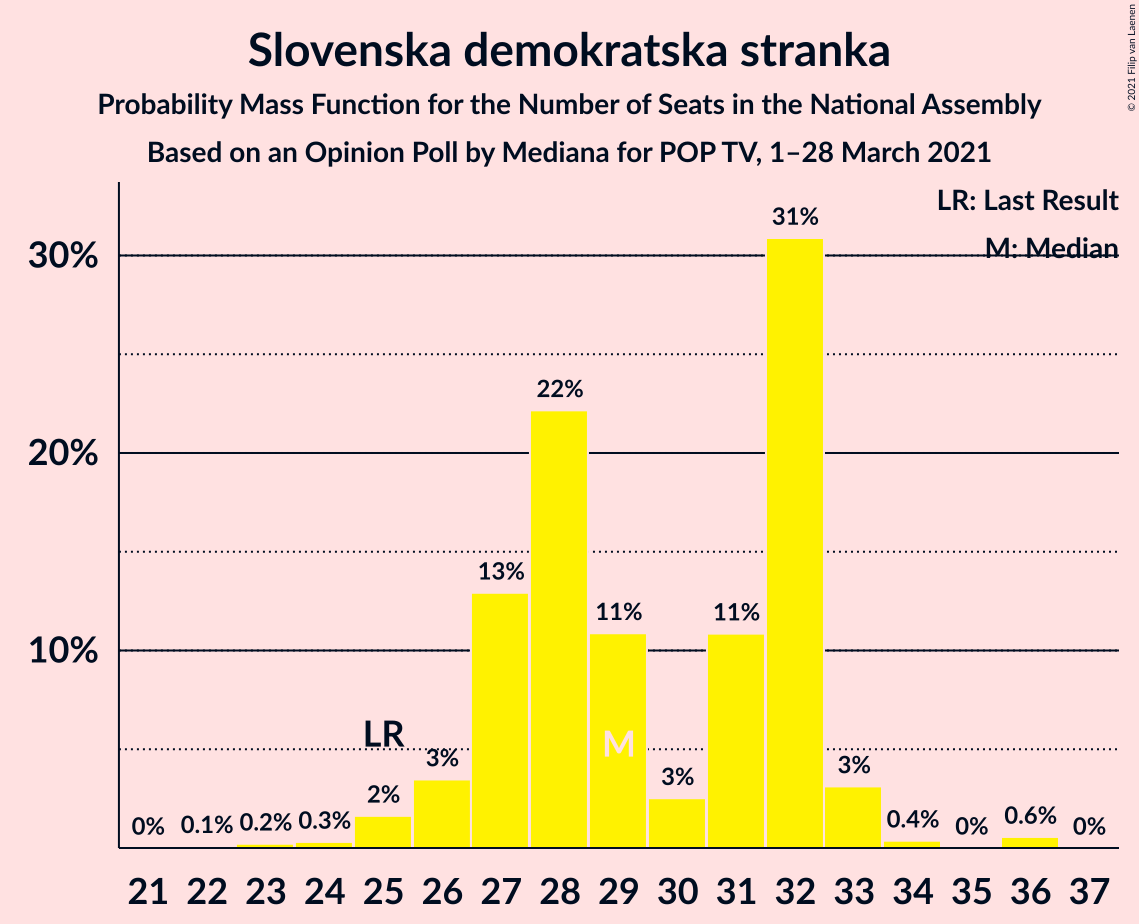 © 2021 Filip van Laenen
Slovenska demokratska stranka
Probability Mass Function for the Number of Seats in the National Assembly
Based on an Opinion Poll by Mediana for POP TV, 1–28 March 2021
LR: Last Result
M: Median
30%
20%
10%
0% 0.1% 0.2% 0.3% 2% 3% 13% 22% 11% 3% 11% 31% 3% 0.4% 0% 0.6% 0%
LR
M
21 22 23 24 25 26 27 28 29 30 31 32 33 34 35 36 37